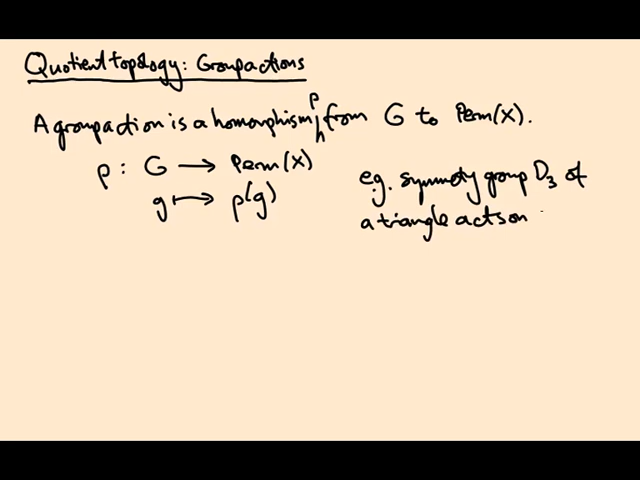 Quotient topology: Group actions
A group action is a homomorphism ρ from G to Perm(X).
ρ: G → Perm(X)
g ↦ ρ(g)
e.g. symmetry group D₃ of
a triangle acts on